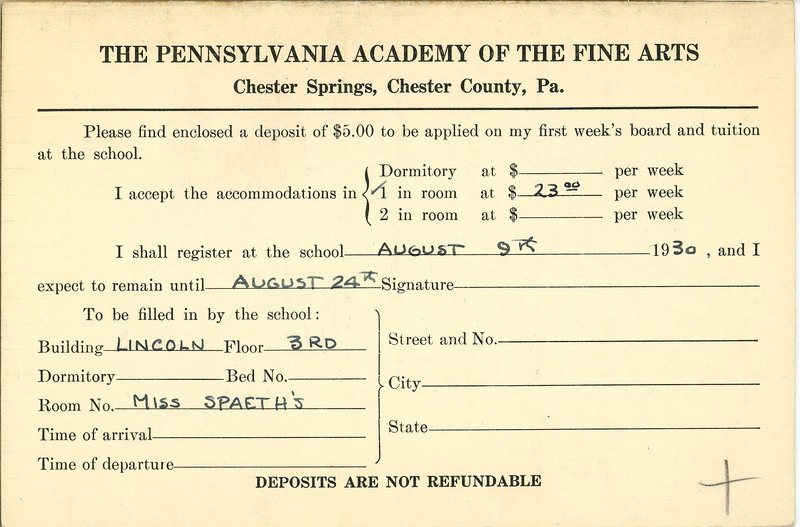 THE PENNSYLVANIA ACADEMY OF THE FINE ARTS
Chester Springs, Chester County, Pa.
Please find enclosed a deposit of $5.00 to be applied on my first week's board and tuition
at the school.
Dormitory at $ per week
I accept the accommodations in 1 in room at $ 23 00 per week
2 in room at $ per week
I shall register at the school AUGUST 9th 1930, and I
expect to remain until AUGUST 24th Signature
To be filled in by the school:
Building LINCOLN Floor 3RD
Street and No.
Dormitory Bed No.
City
Room No. MISS SPAETH'S
State
Time of arrival
Time of departure
DEPOSITS ARE NOT REFUNDABLE